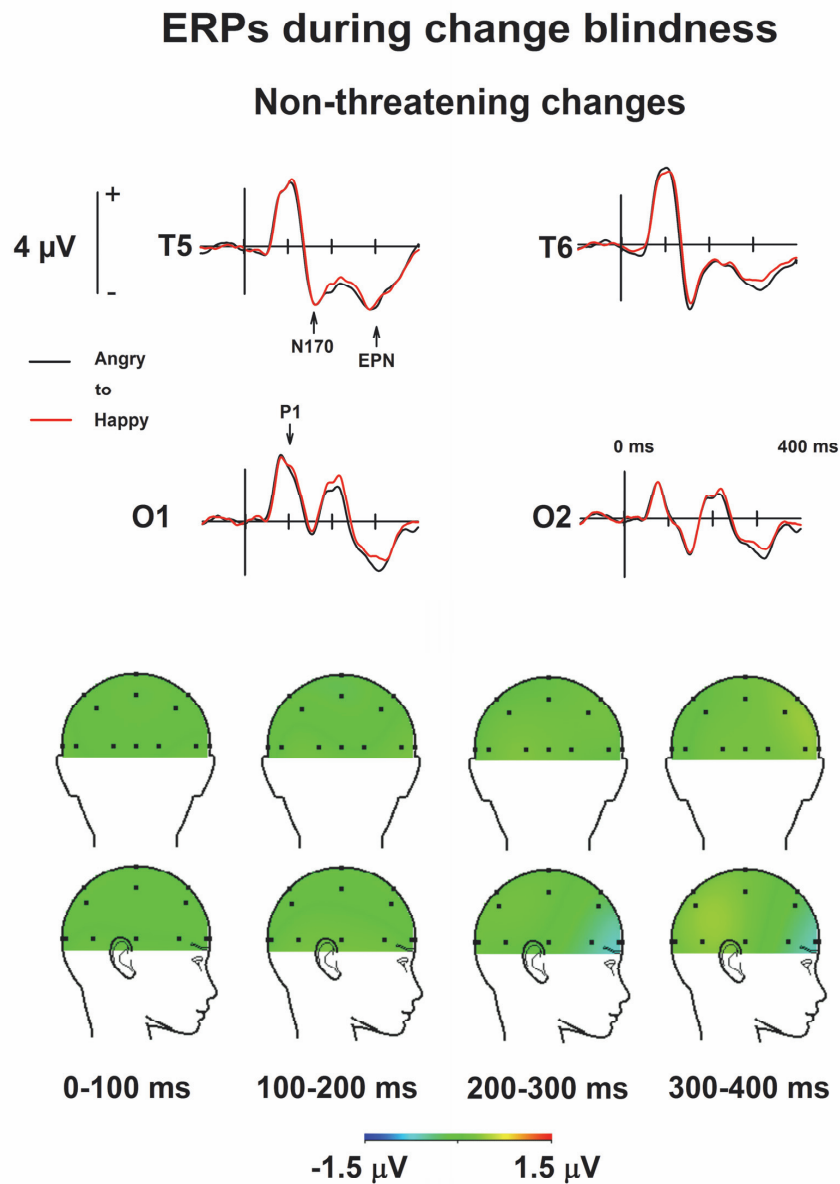 ERPs during change blindness
Non-threatening changes
+
4 µV
-
T5
T6
N170
EPN
Angry
to
Happy
P1
0 ms
400 ms
O1
O2
0-100 ms
100-200 ms
200-300 ms
300-400 ms
-1.5 µV
1.5 µV